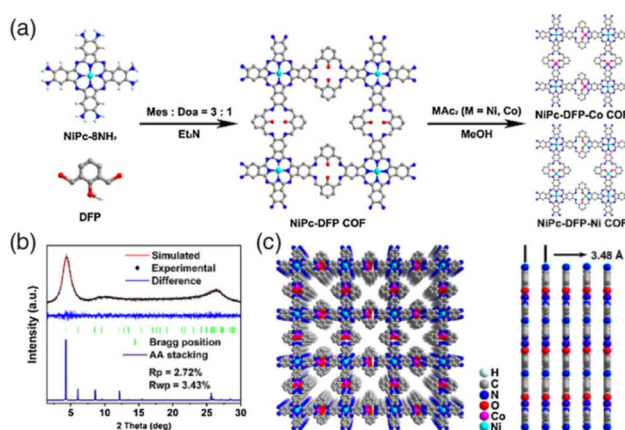 (a)
NiPc-8NH₂
DFP
Mes : Doa = 3 : 1
Et₃N
NiPc-DFP COF
MAc₂ (M = Ni, Co)
MeOH
NiPc-DFP-Co COF
NiPc-DFP-Ni COF
(b)
Intensity (a.u.)
Simulated
Experimental
Difference
Bragg position
AA stacking
Rp = 2.72%
Rwp = 3.43%
0 5 10 15 20 25 30
2 Theta (deg)
(c)
3.48 Å
H
C
N
O
Co
Ni